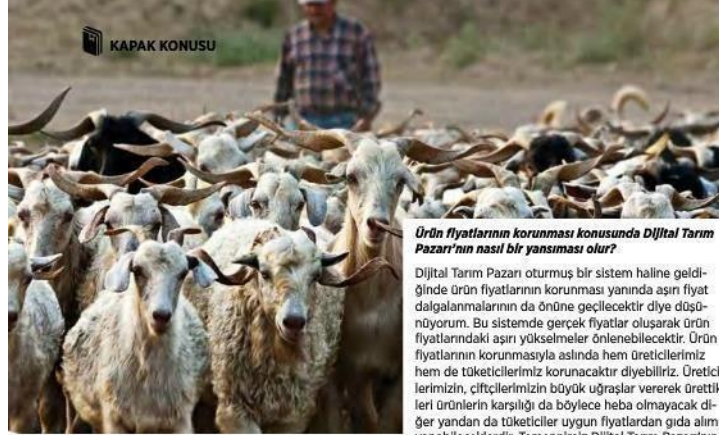 KAPAK KONUSU
Ürün fiyatlarının korunması konusunda Dijital Tarım
Pazarı'nın nasıl bir yansıması olur?
Dijital Tarım Pazarı oturmuş bir sistem haline geldi-
ğinde ürün fiyatlarının korunması yanında aşırı fiyat
dalgalanmalarının da önüne geçilecektir diye düşü-
nüyorum. Bu sistemde gerçek fiyatlar oluşarak ürün
fiyatlarındaki aşırı yükselmeler önlenebilecektir. Ürün
fiyatlarının korunmasıyla aslında hem üreticilerimiz
hem de tüketicilerimiz korunacaktır diyebiliriz. Üretici
lerimizin, çiftçilerimizin büyük uğraşlar vererek ürettik
leri ürünlerin karşılığı da böylece heba olmayacak di-
ğer yandan da tüketiciler uygun fiyatlardan gıda alım